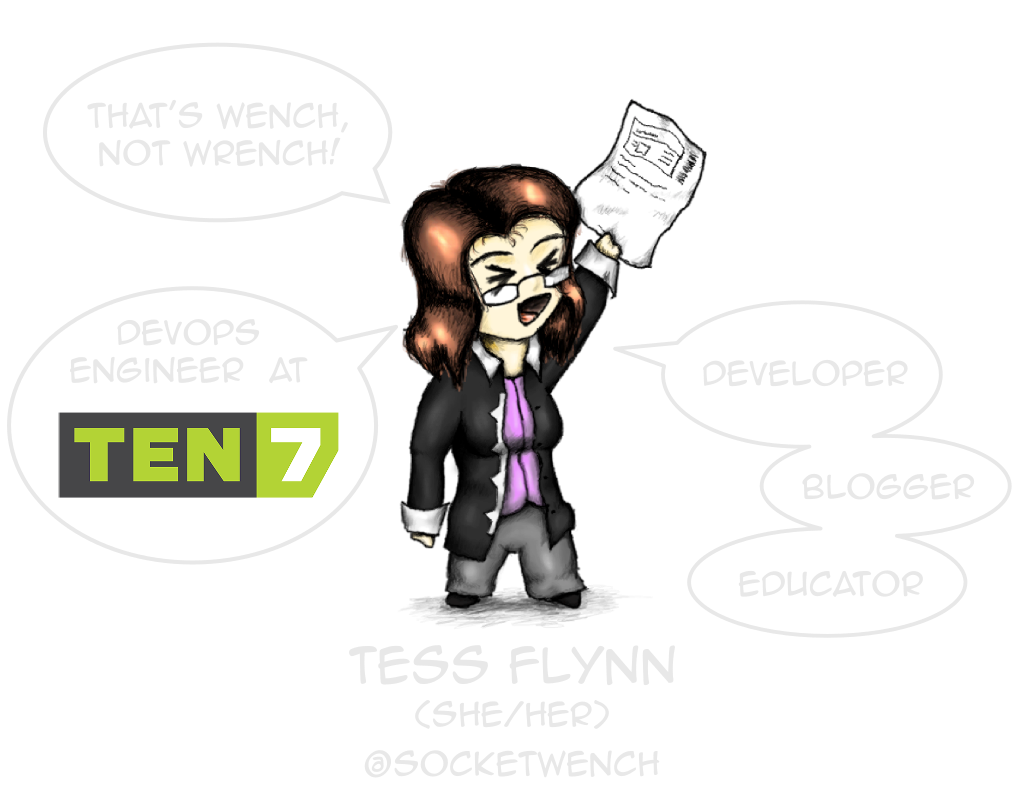 THAT'S WENCH,
NOT WRENCH!
DEVOPS
ENGINEER AT
TEN 7
DEVELOPER
BLOGGER
EDUCATOR
TESS FLYNN
(SHE/HER)
@SOCKETWENCH